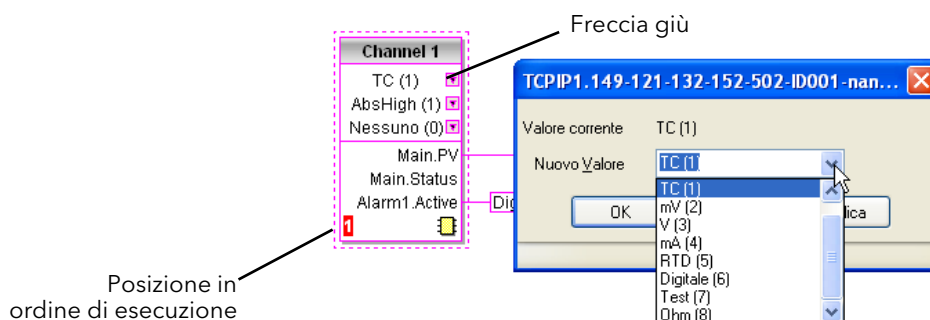 Freccia giù
Channel 1
TC (1)
AbsHigh (1)
Nessuno (0)
Main.PV
Main.Status
Alarm1.Active
1
Posizione in
ordine di esecuzione
TCPIP1.149-121-132-152-502-ID001-nan...
Valore corrente TC (1)
Nuovo Valore TC (1)
TC (1)
mV (2)
V (3)
mA (4)
RTD (5)
Digitale (6)
Test (7)
Ohm (8)
OK